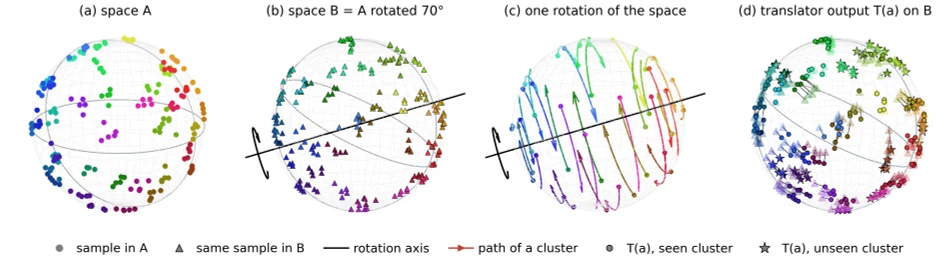 (a) space A
(b) space B = A rotated 70°
(c) one rotation of the space
(d) translator output T(a) on B
sample in A
same sample in B
rotation axis
path of a cluster
T(a), seen cluster
T(a), unseen cluster